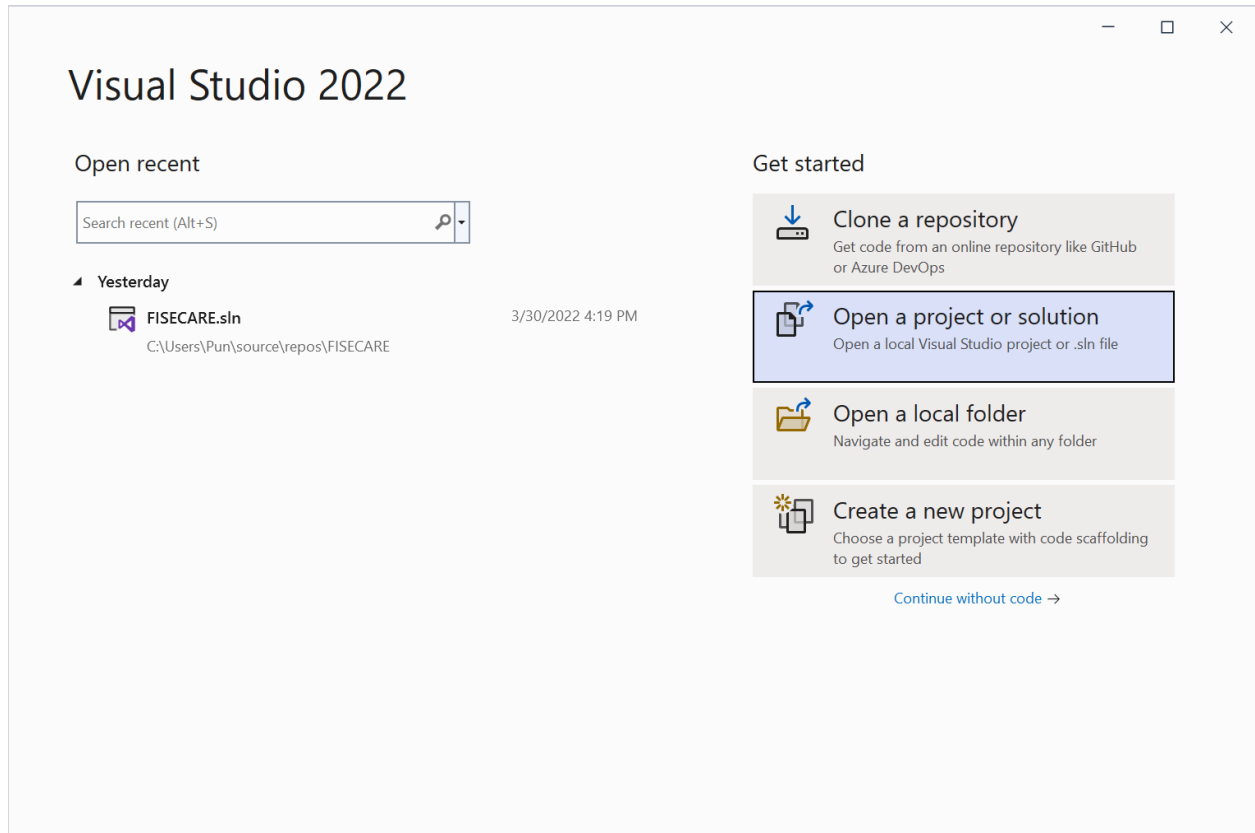 Visual Studio 2022
Open recent
Search recent (Alt+S)
Yesterday
FISECARE.sln
3/30/2022 4:19 PM
C:\Users\Pun\source\repos\FISECARE
Get started
Clone a repository
Get code from an online repository like GitHub
or Azure DevOps
Open a project or solution
Open a local Visual Studio project or .sln file
Open a local folder
Navigate and edit code within any folder
Create a new project
Choose a project template with code scaffolding
to get started
Continue without code →